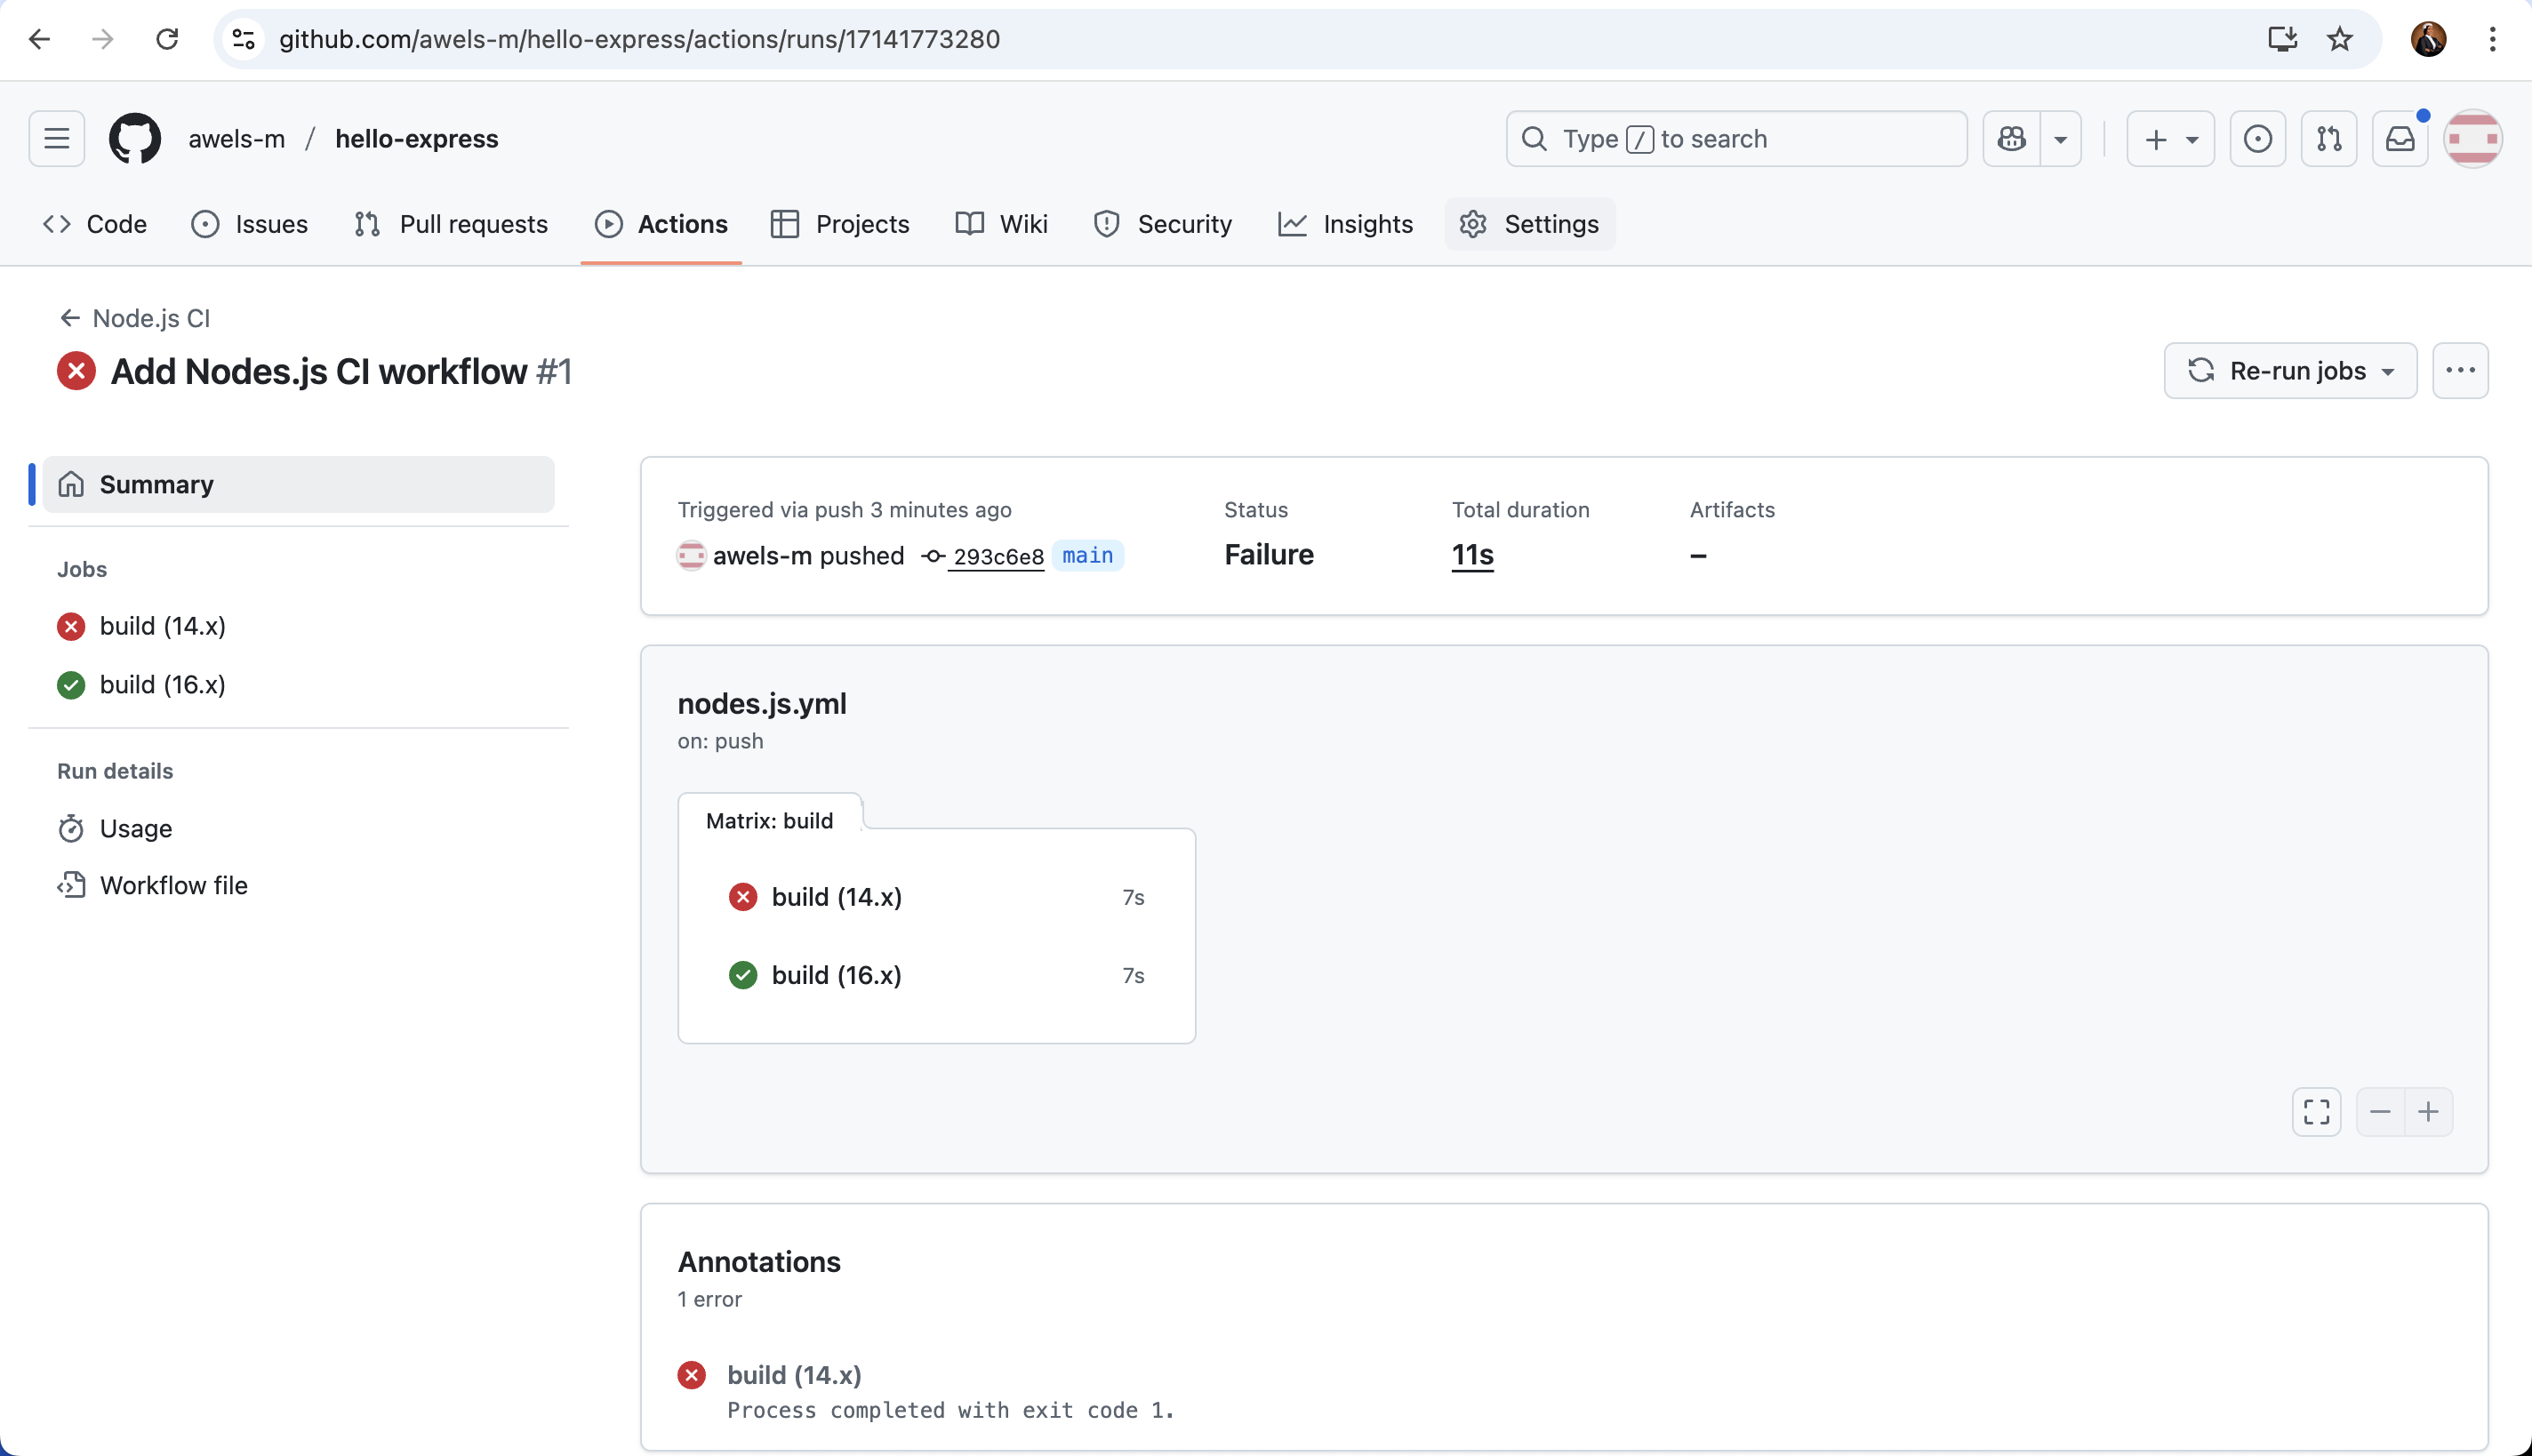 github.com/awels-m/hello-express/actions/runs/17141773280
awels-m / hello-express
Type / to search
Code
Issues
Pull requests
Actions
Projects
Wiki
Security
Insights
Settings
Node.js CI
Add Nodes.js CI workflow #1
Re-run jobs
Summary
Jobs
build (14.x)
build (16.x)
Run details
Usage
Workflow file
Triggered via push 3 minutes ago
awels-m pushed 293c6e8 main
Status
Failure
Total duration
11s
Artifacts
–
nodes.js.yml
on: push
Matrix: build
build (14.x) 7s
build (16.x) 7s
Annotations
1 error
build (14.x)
Process completed with exit code 1.